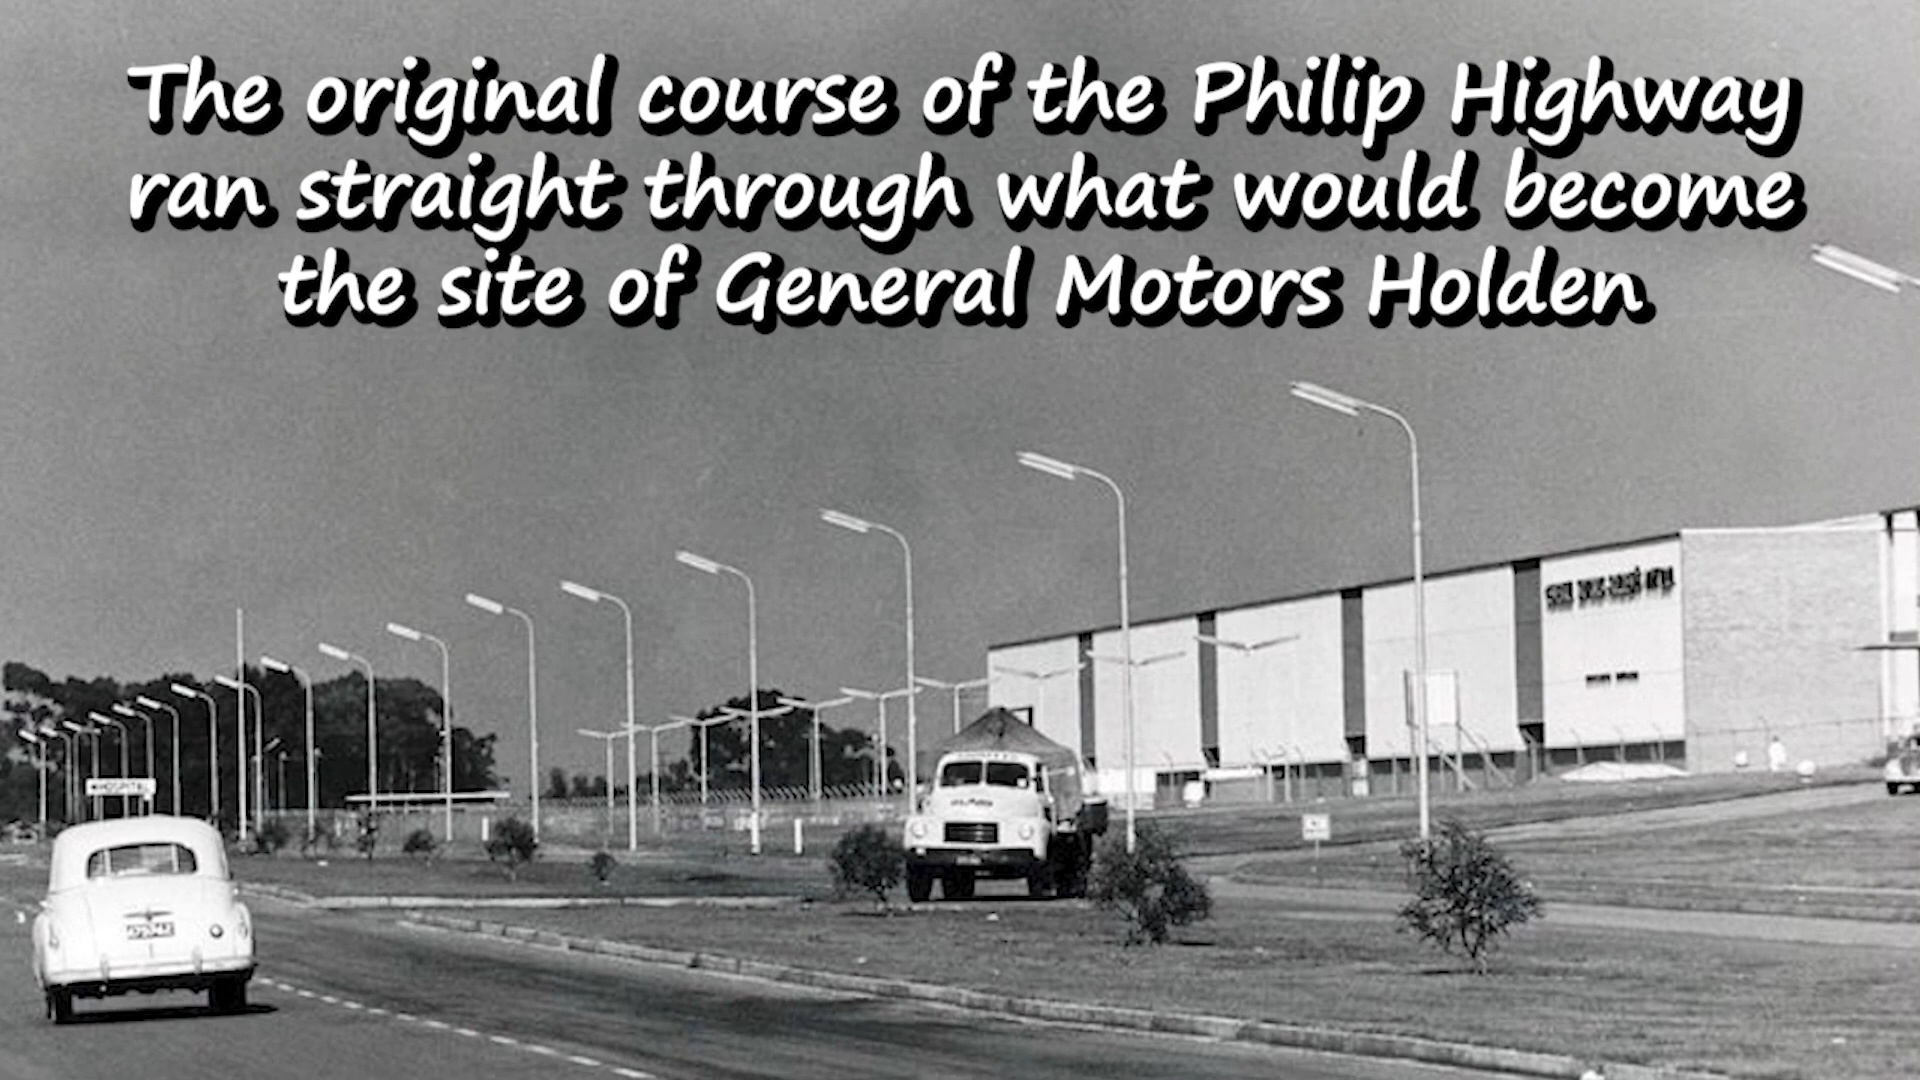 The original course of the Philip Highway
ran straight through what would become
the site of General Motors Holden
HOSPITAL